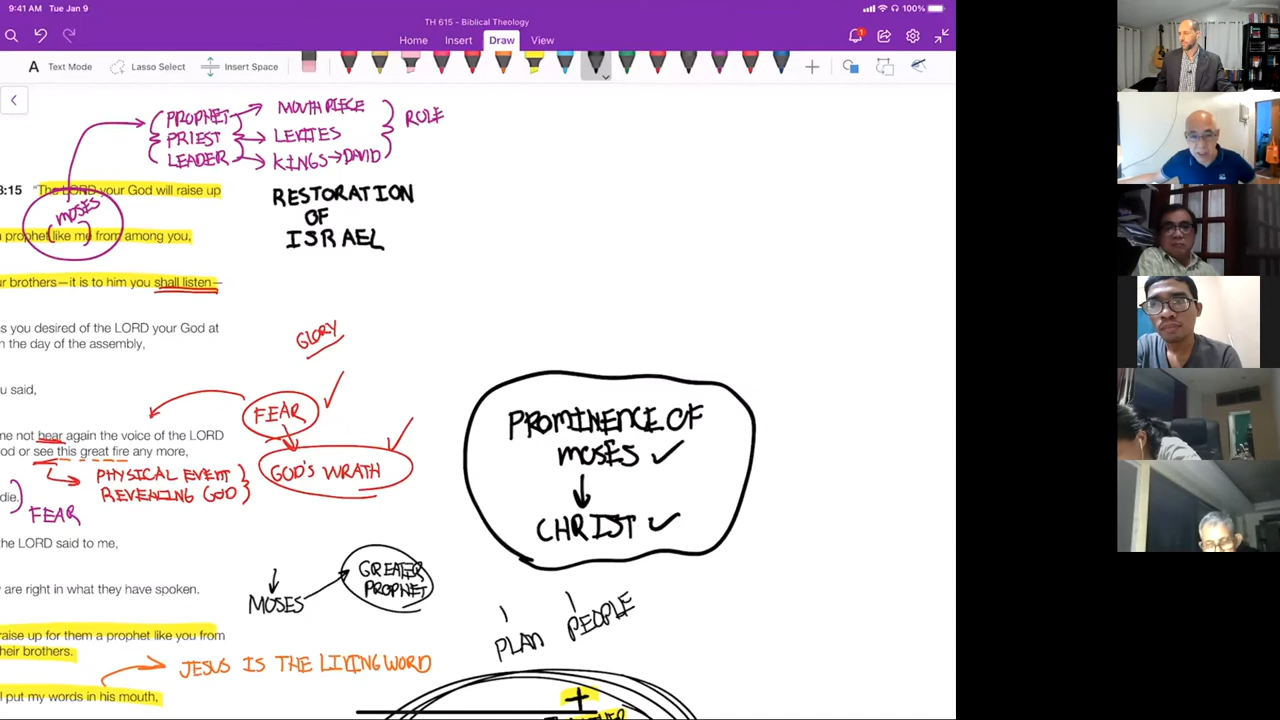 9:41 AM Tue Jan 9
100%
TH 615 - Biblical Theology
Home Insert Draw View
1
A Text Mode Lasso Select Insert Space
PROPHET MOUTHPIECE
PRIEST LEVITES ROLE
LEADER KINGS→DAVID
3:15 "The LORD your God will raise up
MOSES
RESTORATION
OF
ISRAEL
a prophet like me from among you,
ur brothers—it is to him you shall listen—
GLORY
s you desired of the LORD your God at
n the day of the assembly,
u said,
FEAR
PROMINENCE OF
MOSES ✓
↓
CHRIST ✓
me not hear again the voice of the LORD
od or see this great fire any more,
GOD'S WRATH
PHYSICAL EVENT
REVEALING GOD
die.
FEAR
the LORD said to me,
GREATER
PROPHET
MOSES
y are right in what they have spoken.
PLAN PEOPLE
raise up for them a prophet like you from
their brothers.
JESUS IS THE LIVING WORD
l put my words in his mouth,
+